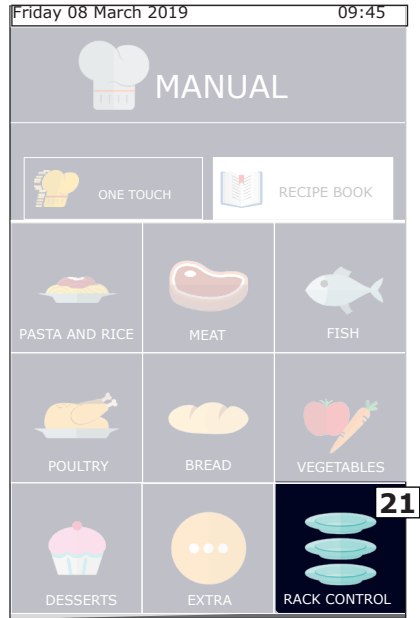 Friday 08 March 2019 09:45
MANUAL
ONE TOUCH RECIPE BOOK
PASTA AND RICE MEAT FISH
POULTRY BREAD VEGETABLES
21
DESSERTS EXTRA RACK CONTROL